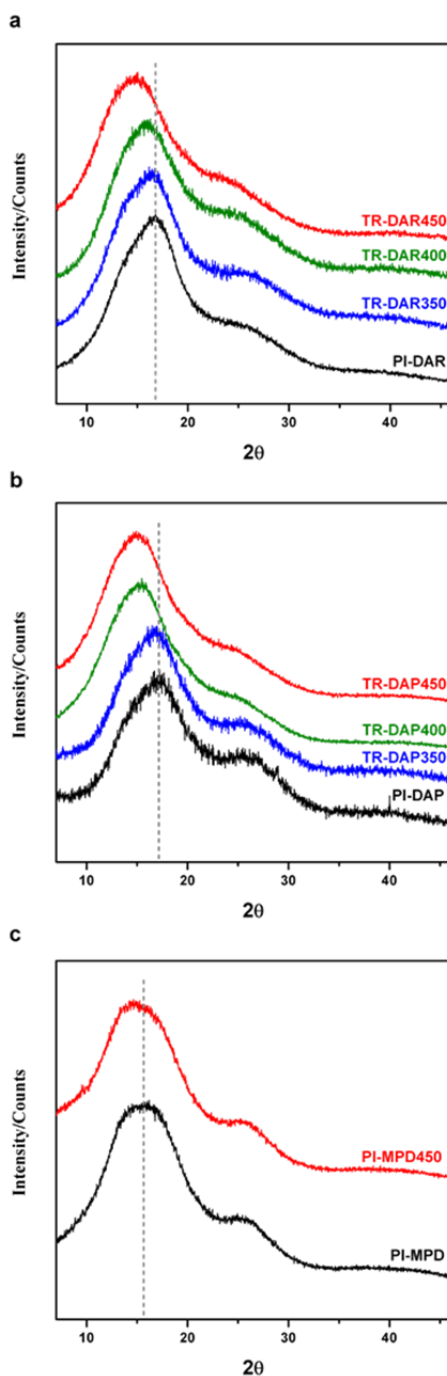 a
Intensity/Counts
TR-DAR450
TR-DAR400
TR-DAR350
PI-DAR
10 20 30 40
2θ
b
Intensity/Counts
TR-DAP450
TR-DAP400
TR-DAP350
PI-DAP
10 20 30 40
2θ
c
Intensity/Counts
PI-MPD450
PI-MPD
10 20 30 40
2θ